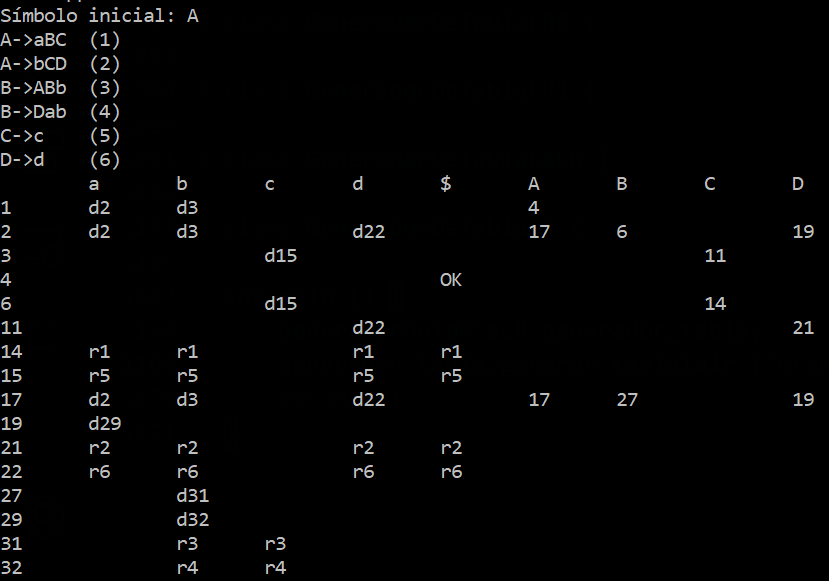 Símbolo inicial: A
A->aBC (1)
A->bCD (2)
B->ABb (3)
B->Dab (4)
C->c (5)
D->d (6)
a b c d $ A B C D
1 d2 d3 4
2 d2 d3 d22 17 6 19
3 d15 11
4 OK
6 d15 14
11 d22 21
14 r1 r1 r1 r1
15 r5 r5 r5 r5
17 d2 d3 d22 17 27 19
19 d29
21 r2 r2 r2 r2
22 r6 r6 r6 r6
27 d31
29 d32
31 r3 r3
32 r4 r4